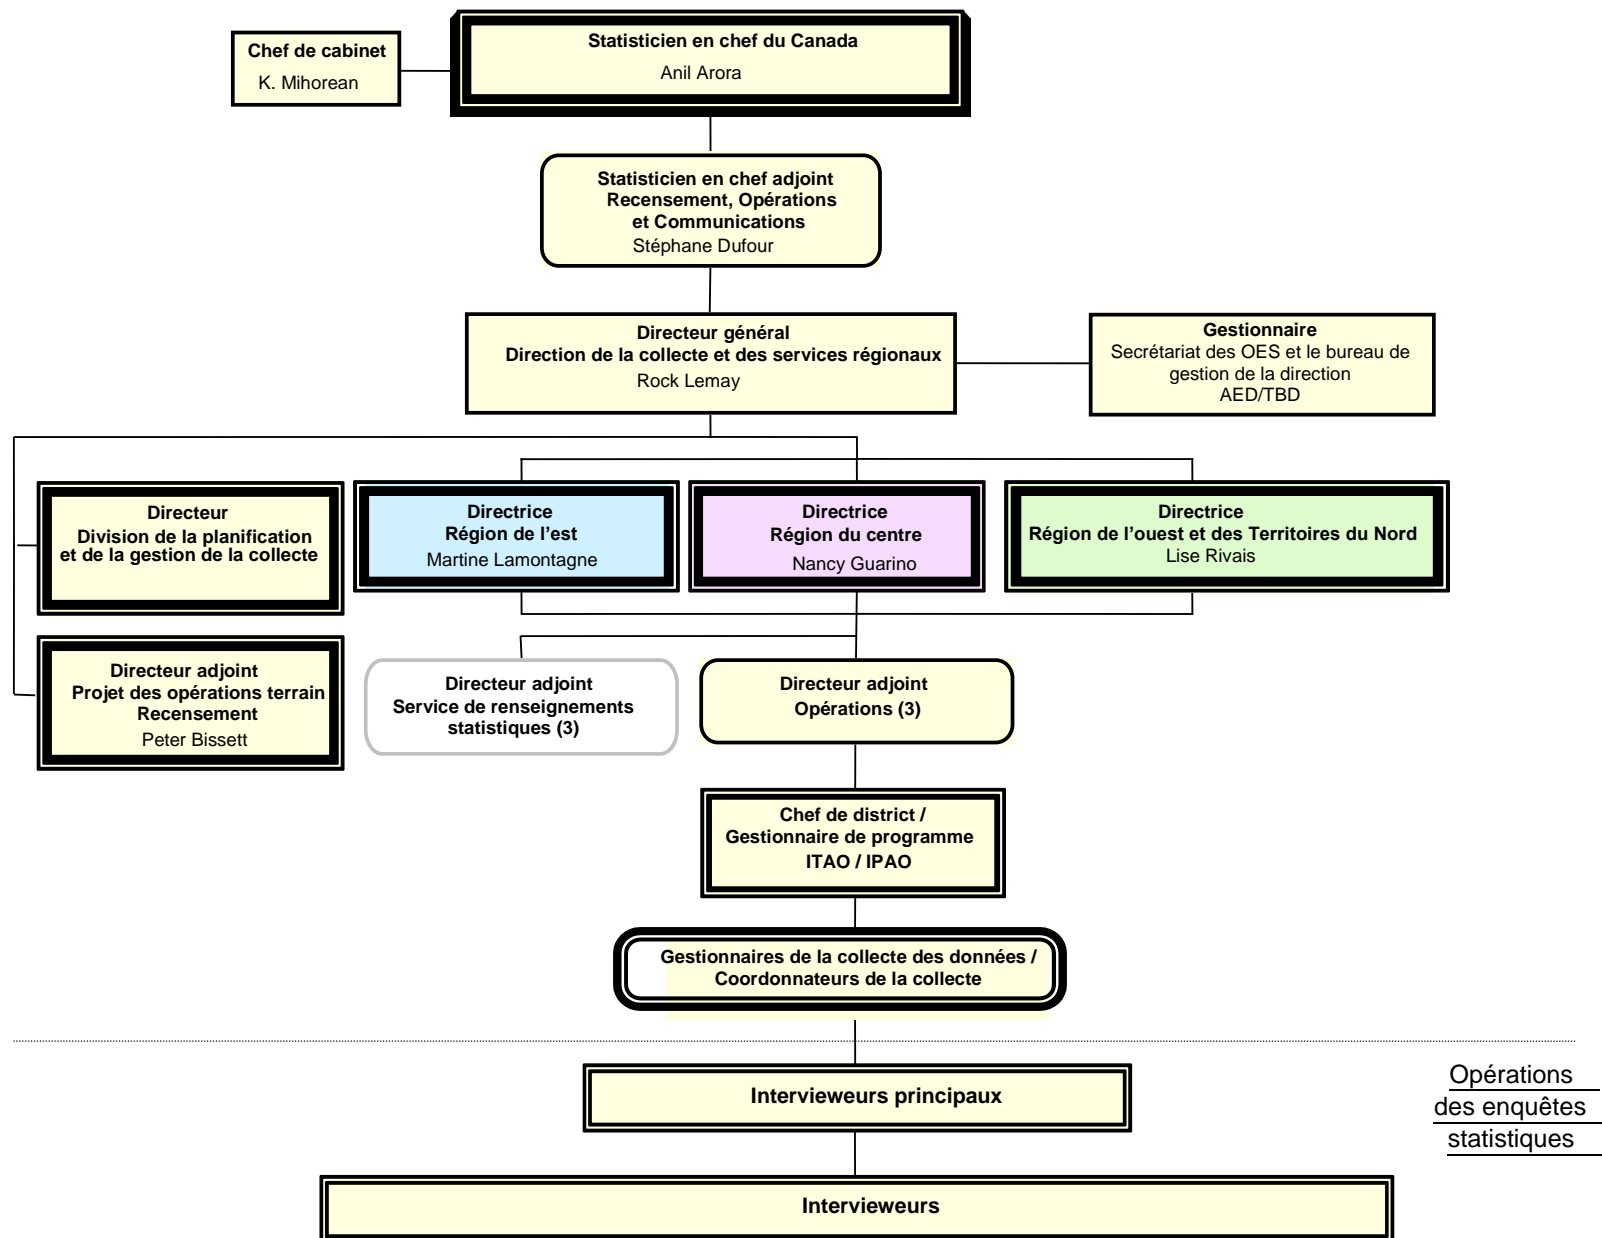 Statisticien en chef du Canada
Anil Arora
Chef de cabinet
K. Mihorean
Statisticien en chef adjoint
Recensement, Opérations
et Communications
Stéphane Dufour
Directeur général
Direction de la collecte et des services régionaux
Rock Lemay
Gestionnaire
Secrétariat des OES et le bureau de
gestion de la direction
AED/TBD
Directeur
Division de la planification
et de la gestion de la collecte
Directrice
Région de l’est
Martine Lamontagne
Directrice
Région du centre
Nancy Guarino
Directrice
Région de l’ouest et des Territoires du Nord
Lise Rivais
Directeur adjoint
Projet des opérations terrain
Recensement
Peter Bissett
Directeur adjoint
Service de renseignements
statistiques (3)
Directeur adjoint
Opérations (3)
Chef de district /
Gestionnaire de programme
ITAO / IPAO
Gestionnaires de la collecte des données /
Coordonnateurs de la collecte
Intervieweurs principaux
Opérations
des enquêtes
statistiques
Intervieweurs